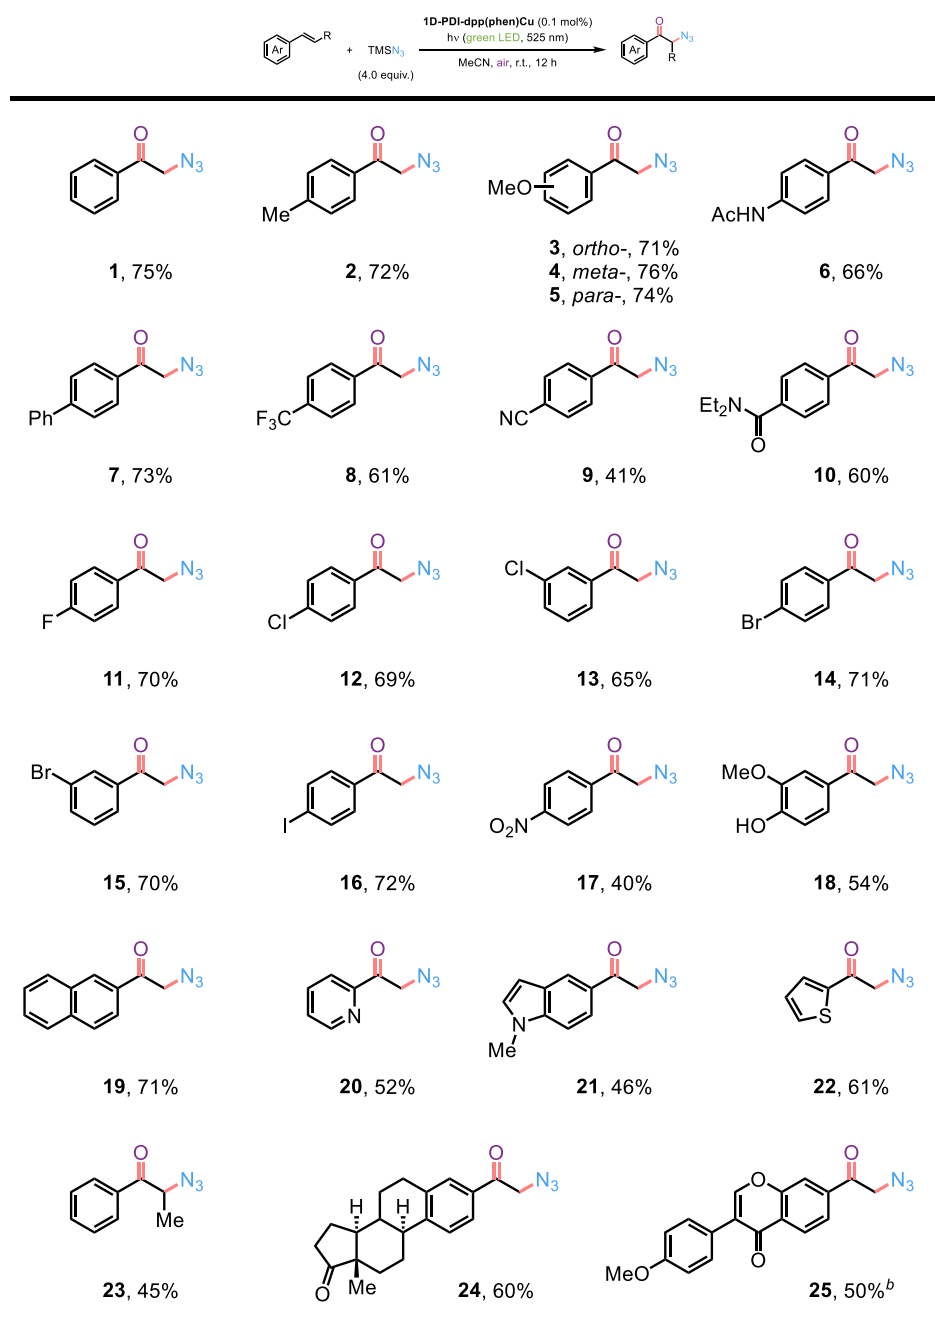 1D-PDI-dpp(phen)Cu (0.1 mol%)
Ar R + TMSN3 hν (green LED, 525 nm) O N3 Ar R
(4.0 equiv.) MeCN, air, r.t., 12 h
O N3 O N3 O N3 O N3
Me MeO AcHN
3, ortho-, 71%
1, 75% 2, 72% 4, meta-, 76% 6, 66%
5, para-, 74%
O N3 O N3 O N3 O N3
Ph F3C NC Et2N O
7, 73% 8, 61% 9, 41% 10, 60%
O N3 O N3 Cl O N3 O N3
F Cl Br
11, 70% 12, 69% 13, 65% 14, 71%
Br O N3 O N3 O N3 MeO O N3
I O2N HO
15, 70% 16, 72% 17, 40% 18, 54%
O N3 O N3 O N3 O N3
N N Me S
19, 71% 20, 52% 21, 46% 22, 61%
O N3 O N3 O O N3
Me H H O Me MeO O
23, 45% 24, 60% 25, 50%b